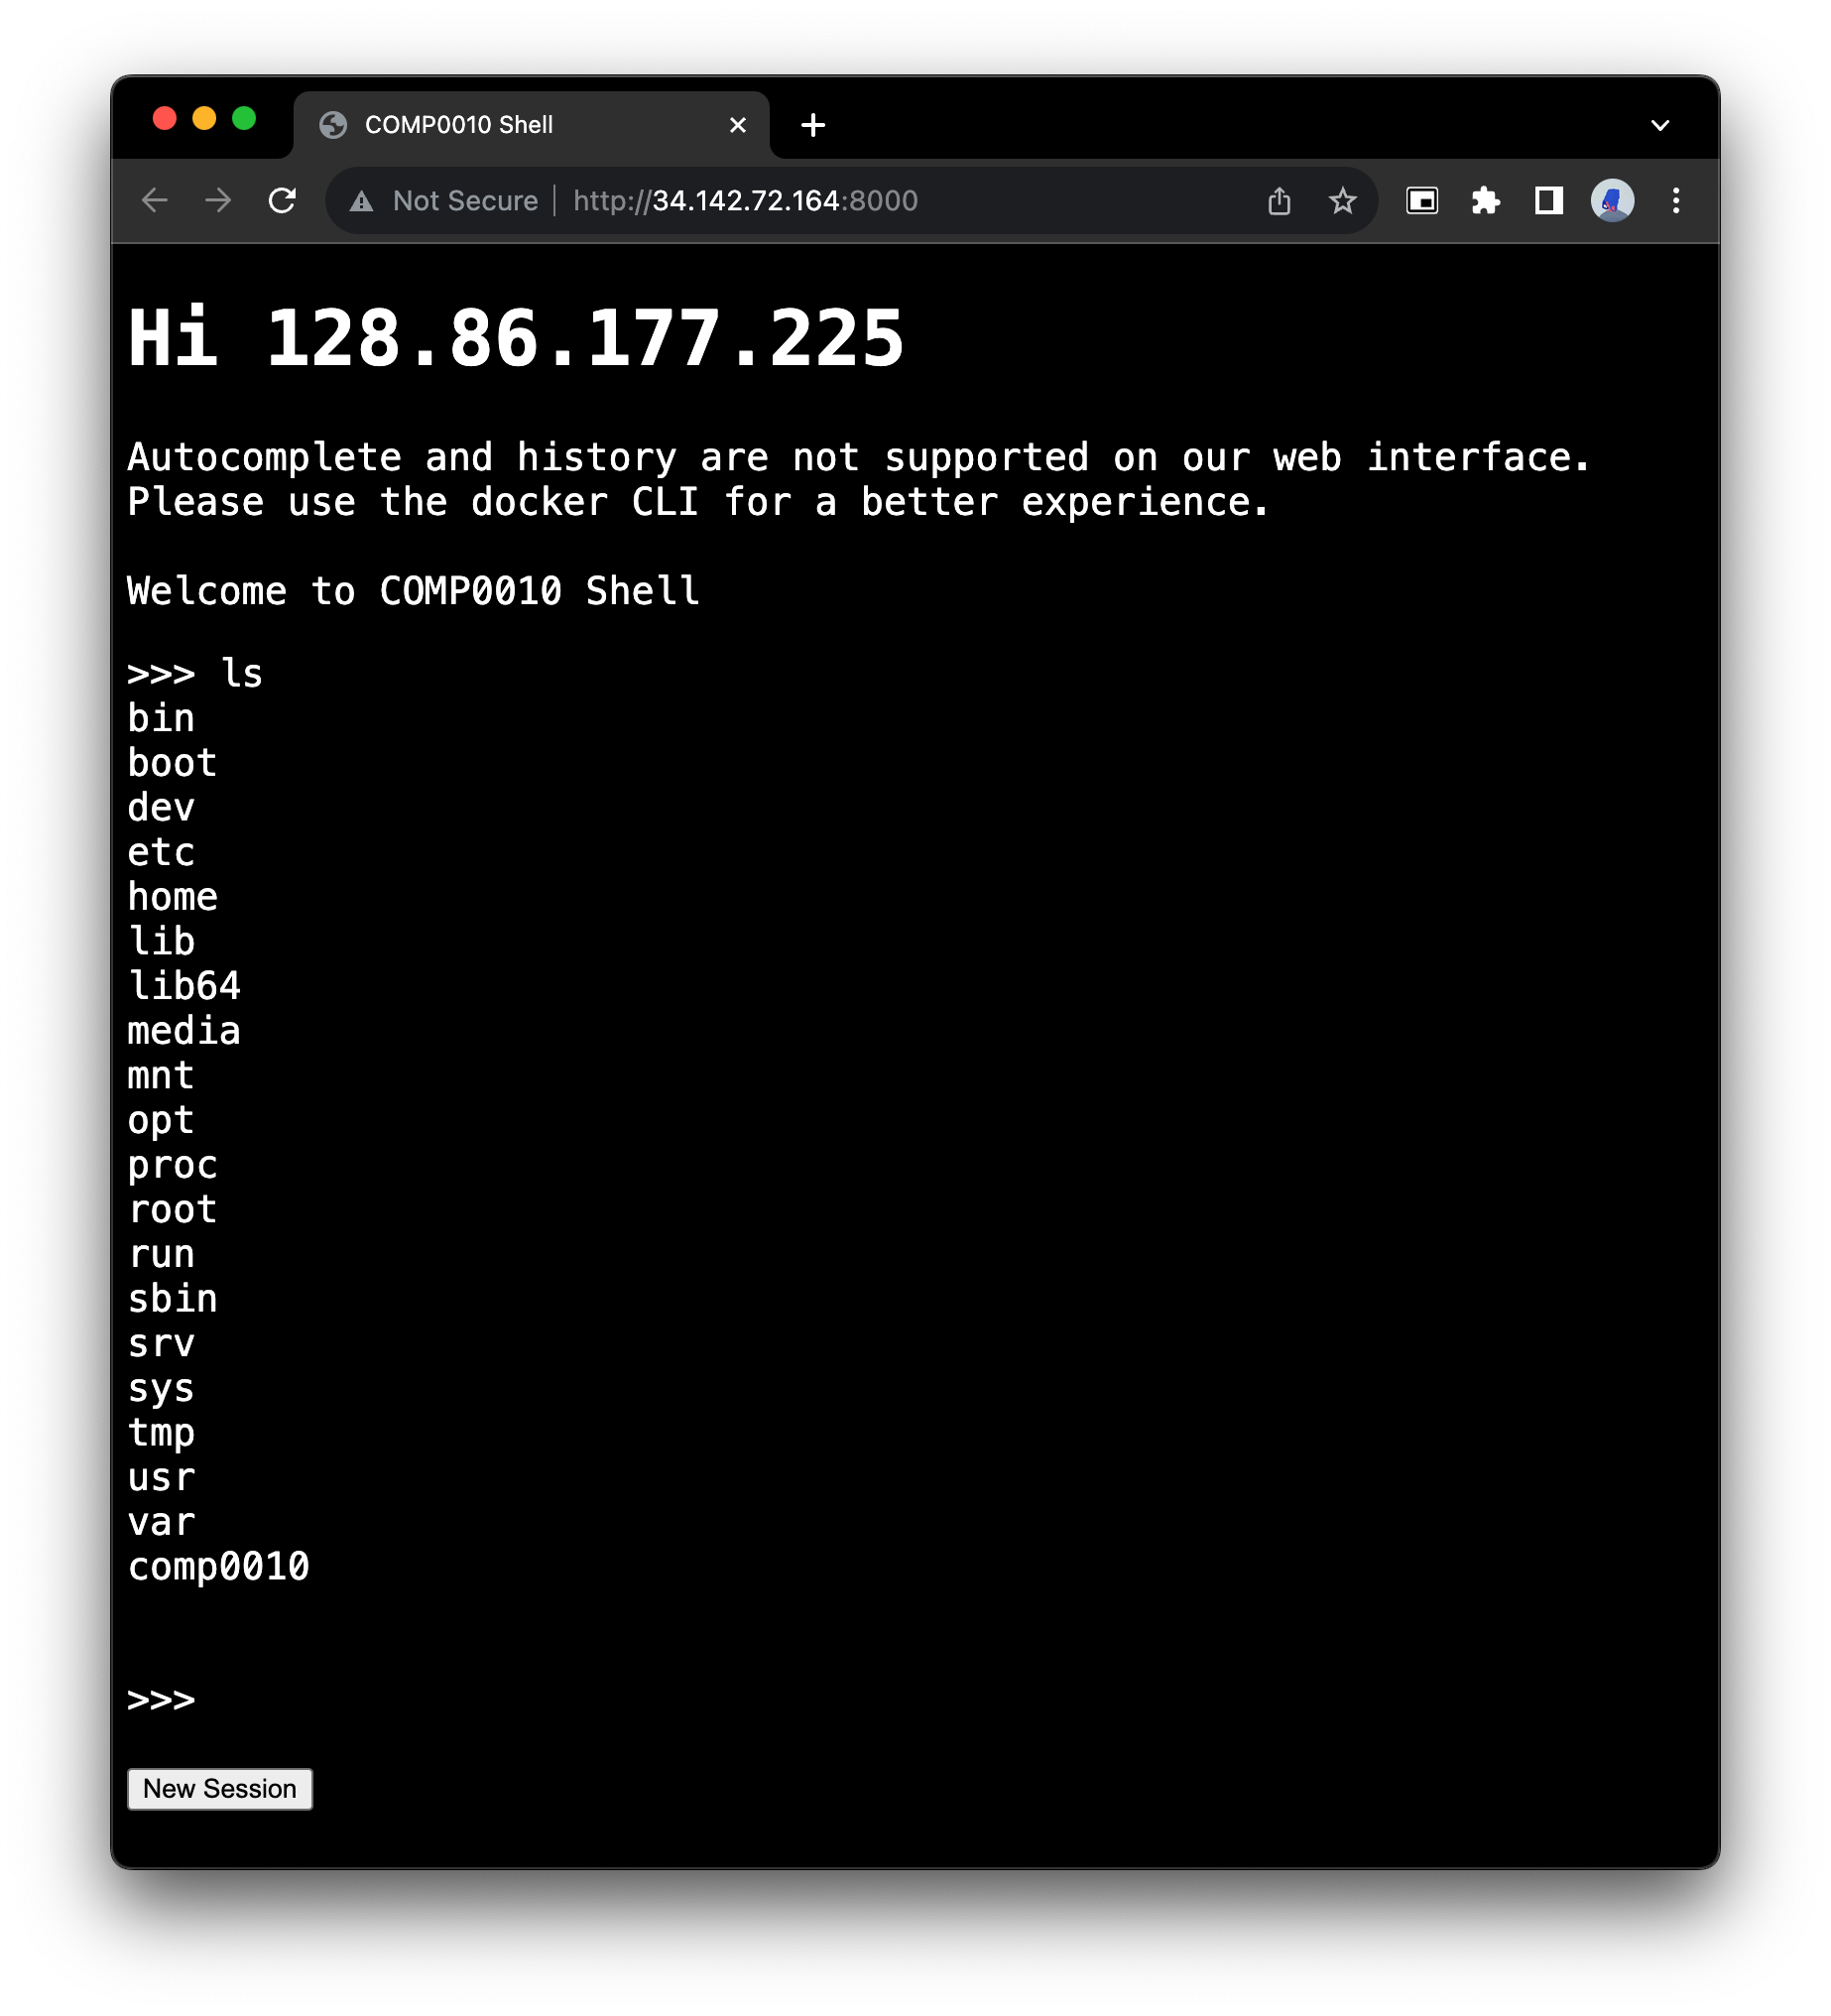 COMP0010 Shell
Not Secure | http://34.142.72.164:8000
Hi 128.86.177.225
Autocomplete and history are not supported on our web interface.
Please use the docker CLI for a better experience.
Welcome to COMP0010 Shell
>>> ls
bin
boot
dev
etc
home
lib
lib64
media
mnt
opt
proc
root
run
sbin
srv
sys
tmp
usr
var
comp0010
>>>
New Session